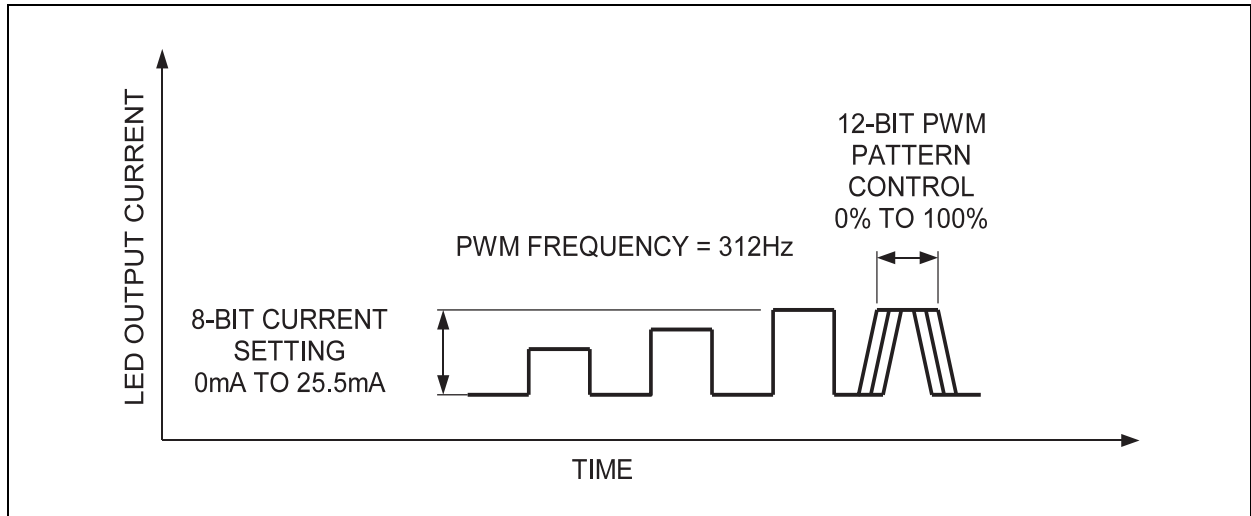 LED OUTPUT CURRENT
12-BIT PWM
PATTERN
CONTROL
0% TO 100%
PWM FREQUENCY = 312Hz
8-BIT CURRENT
SETTING
0mA TO 25.5mA
TIME